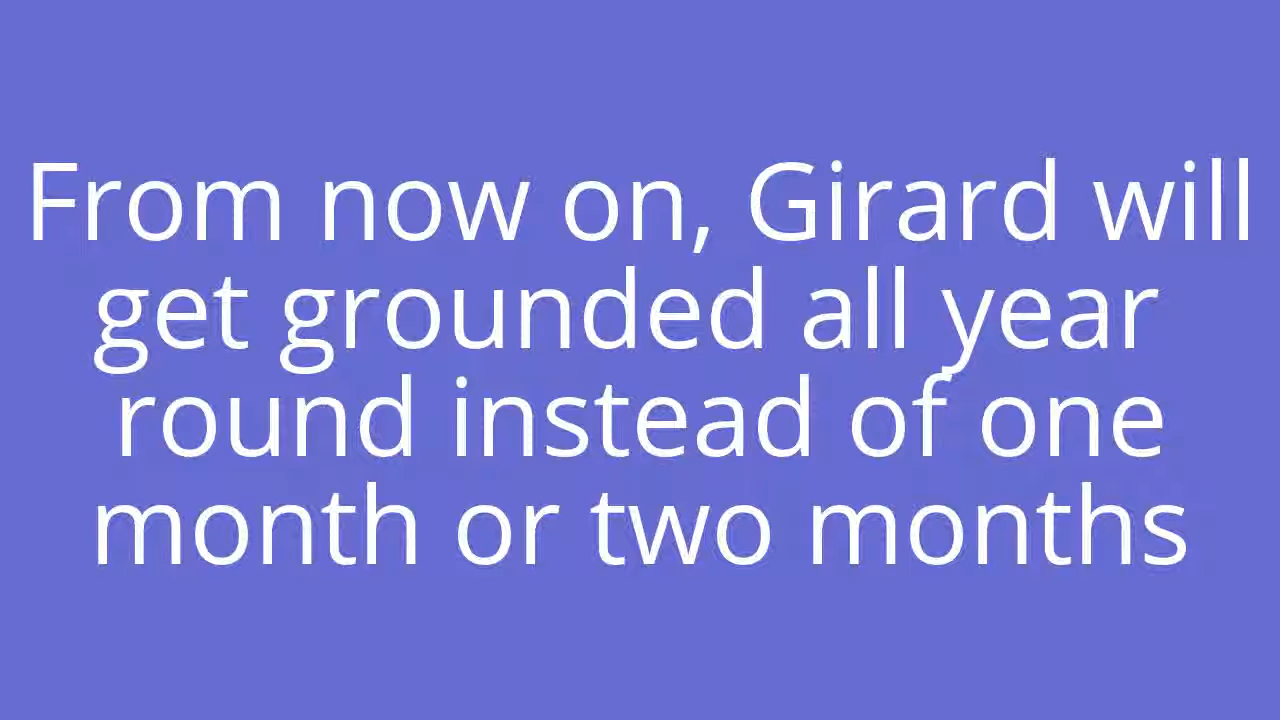 From now on, Girard will
get grounded all year
round instead of one
month or two months